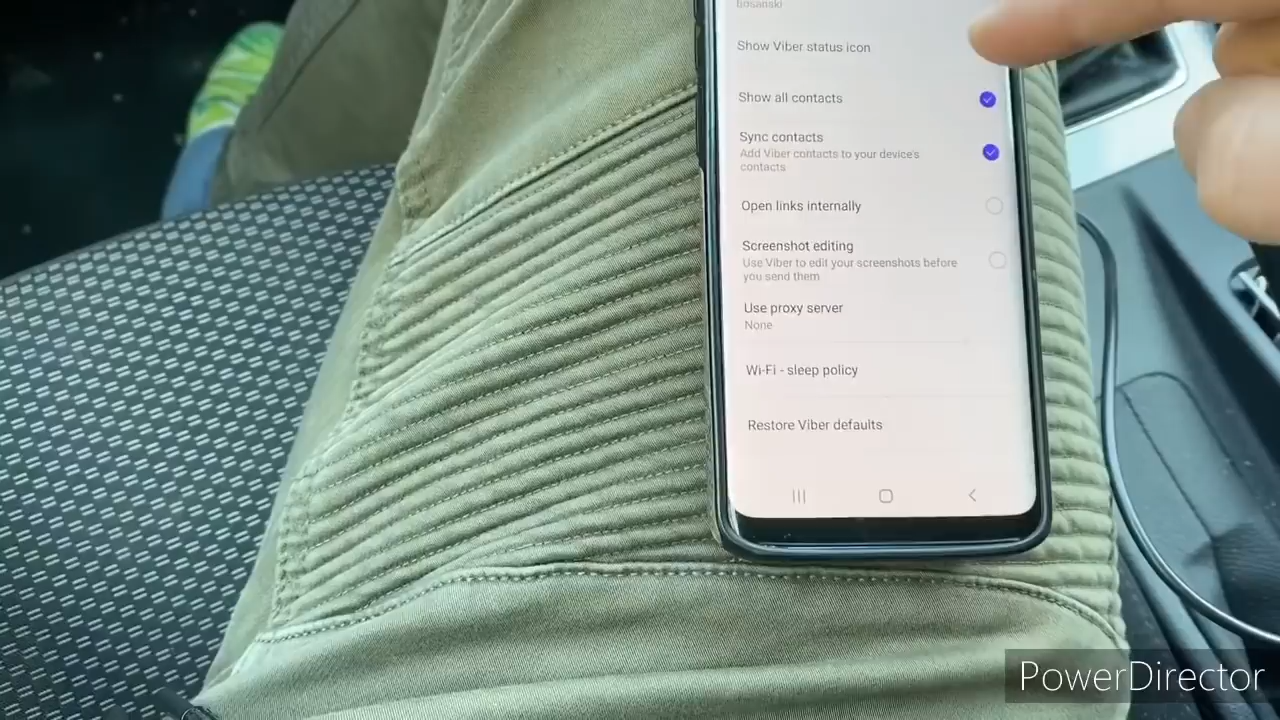 bosanski
Show Viber status icon
Show all contacts
Sync contacts
Add Viber contacts to your device's
contacts
Open links internally
Screenshot editing
Use Viber to edit your screenshots before
you send them
Use proxy server
None
Wi-Fi - sleep policy
Restore Viber defaults
PowerDirector